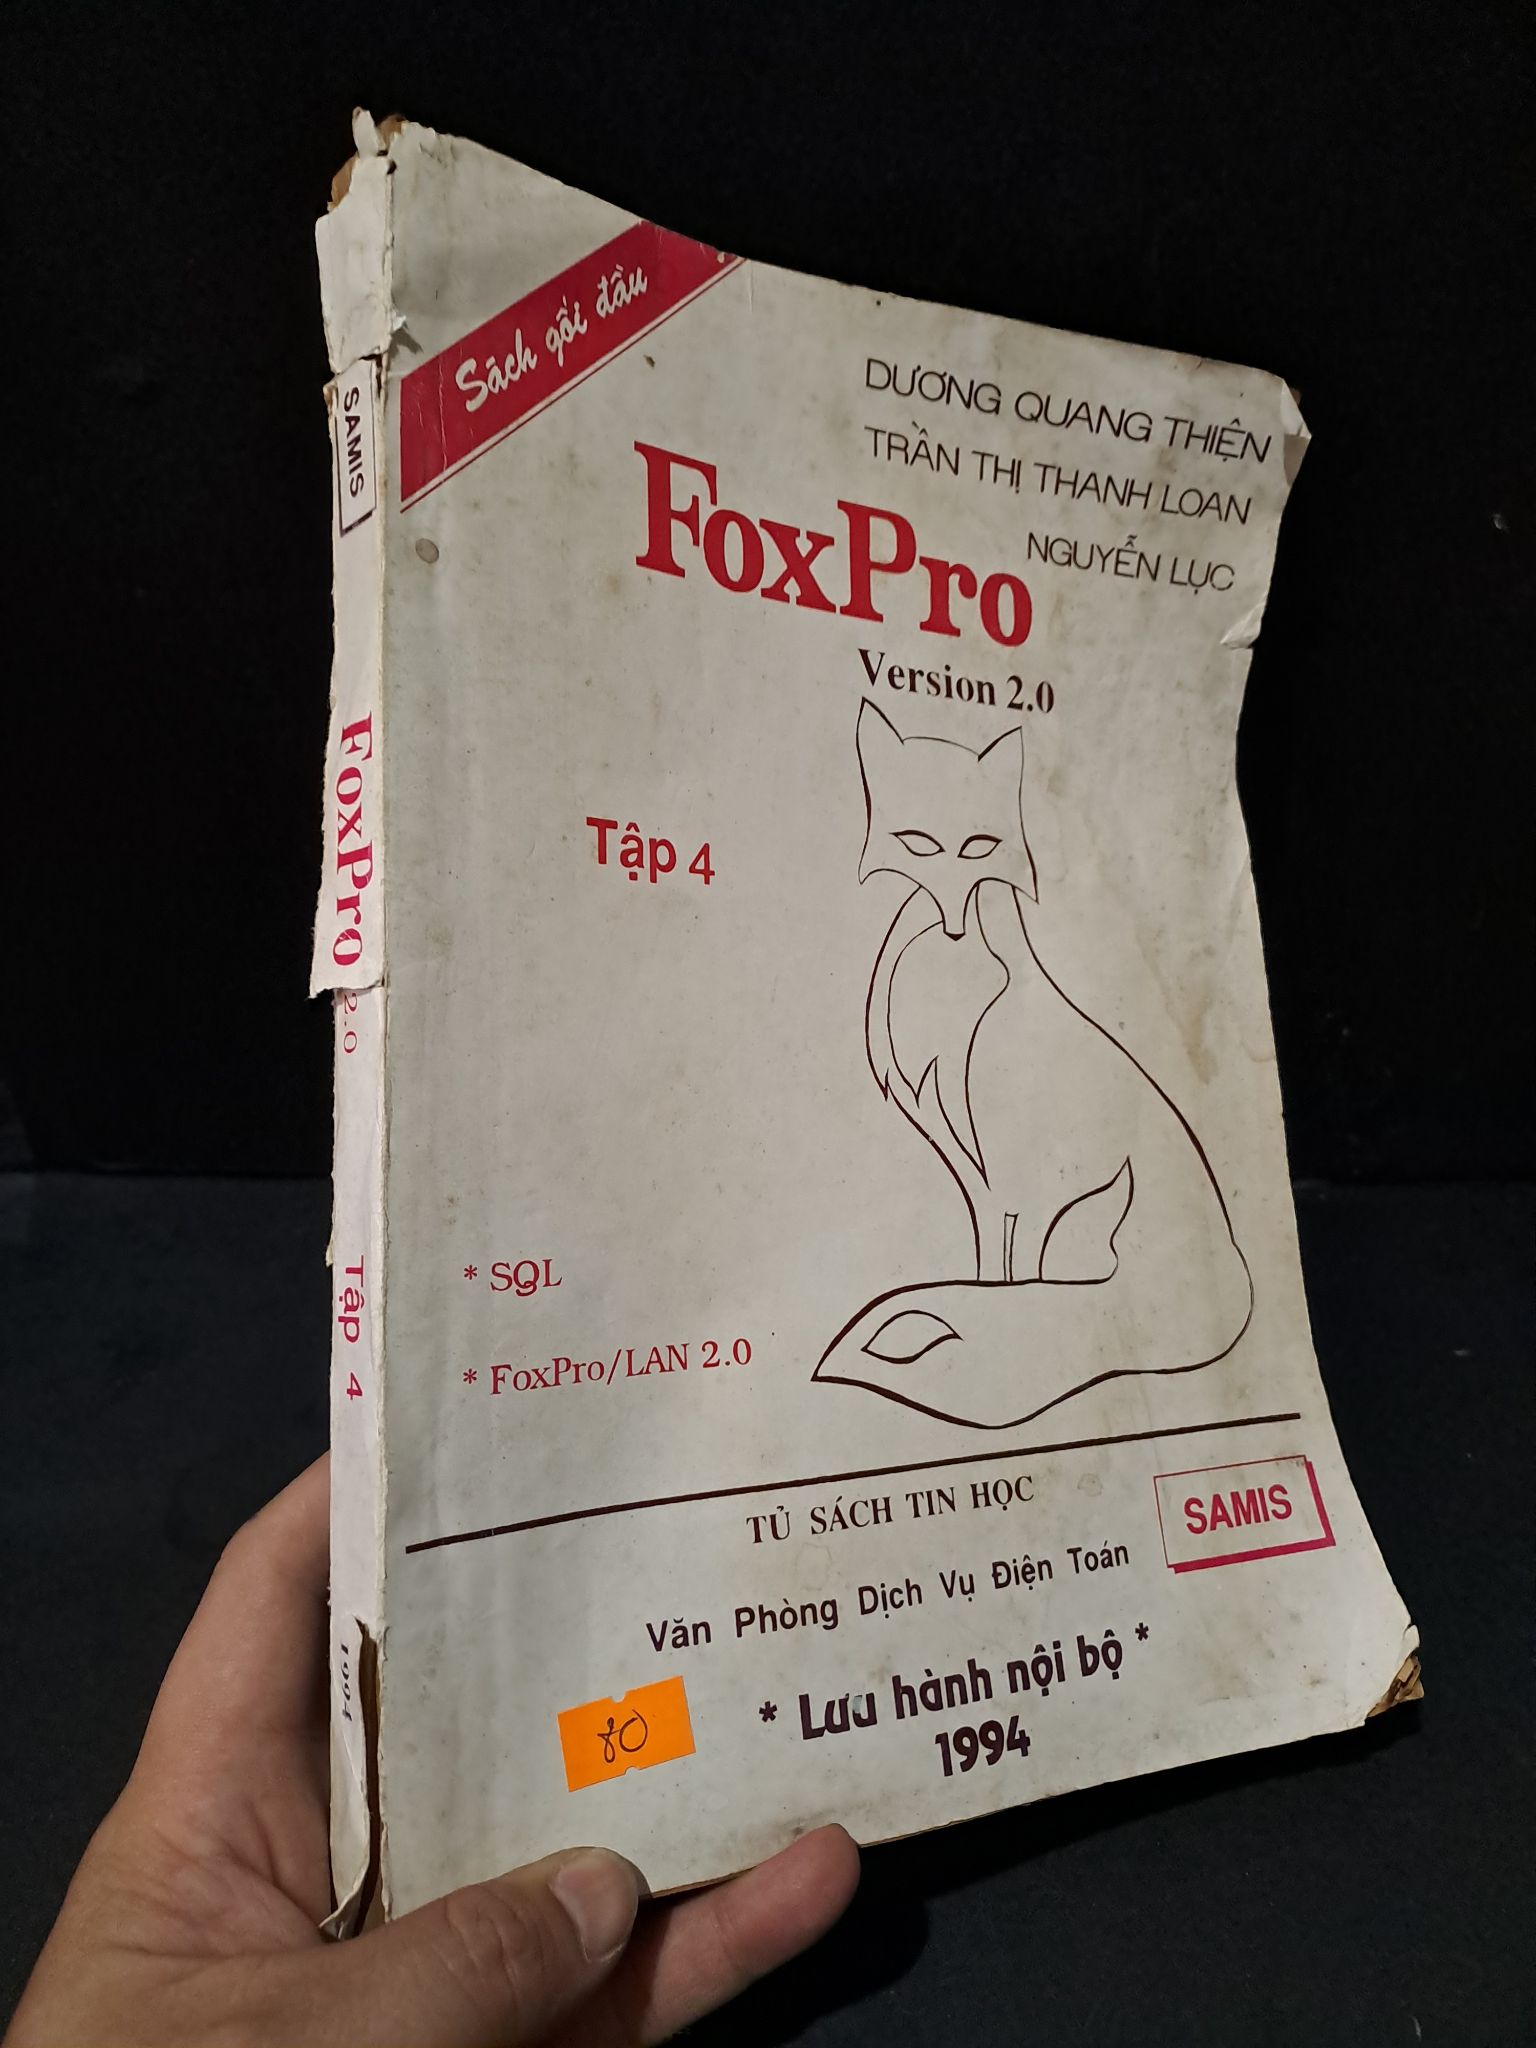 Sách gối đầu
DƯƠNG QUANG THIỆN
TRẦN THỊ THANH LOAN
NGUYỄN LỤC
FoxPro
Version 2.0
Tập 4
* SQL
* FoxPro/LAN 2.0
TỦ SÁCH TIN HỌC
SAMIS
Văn Phòng Dịch Vụ Điện Toán
* Lưu hành nội bộ *
1994
80
SAMIS
FoxPro 2.0
Tập 4
1994